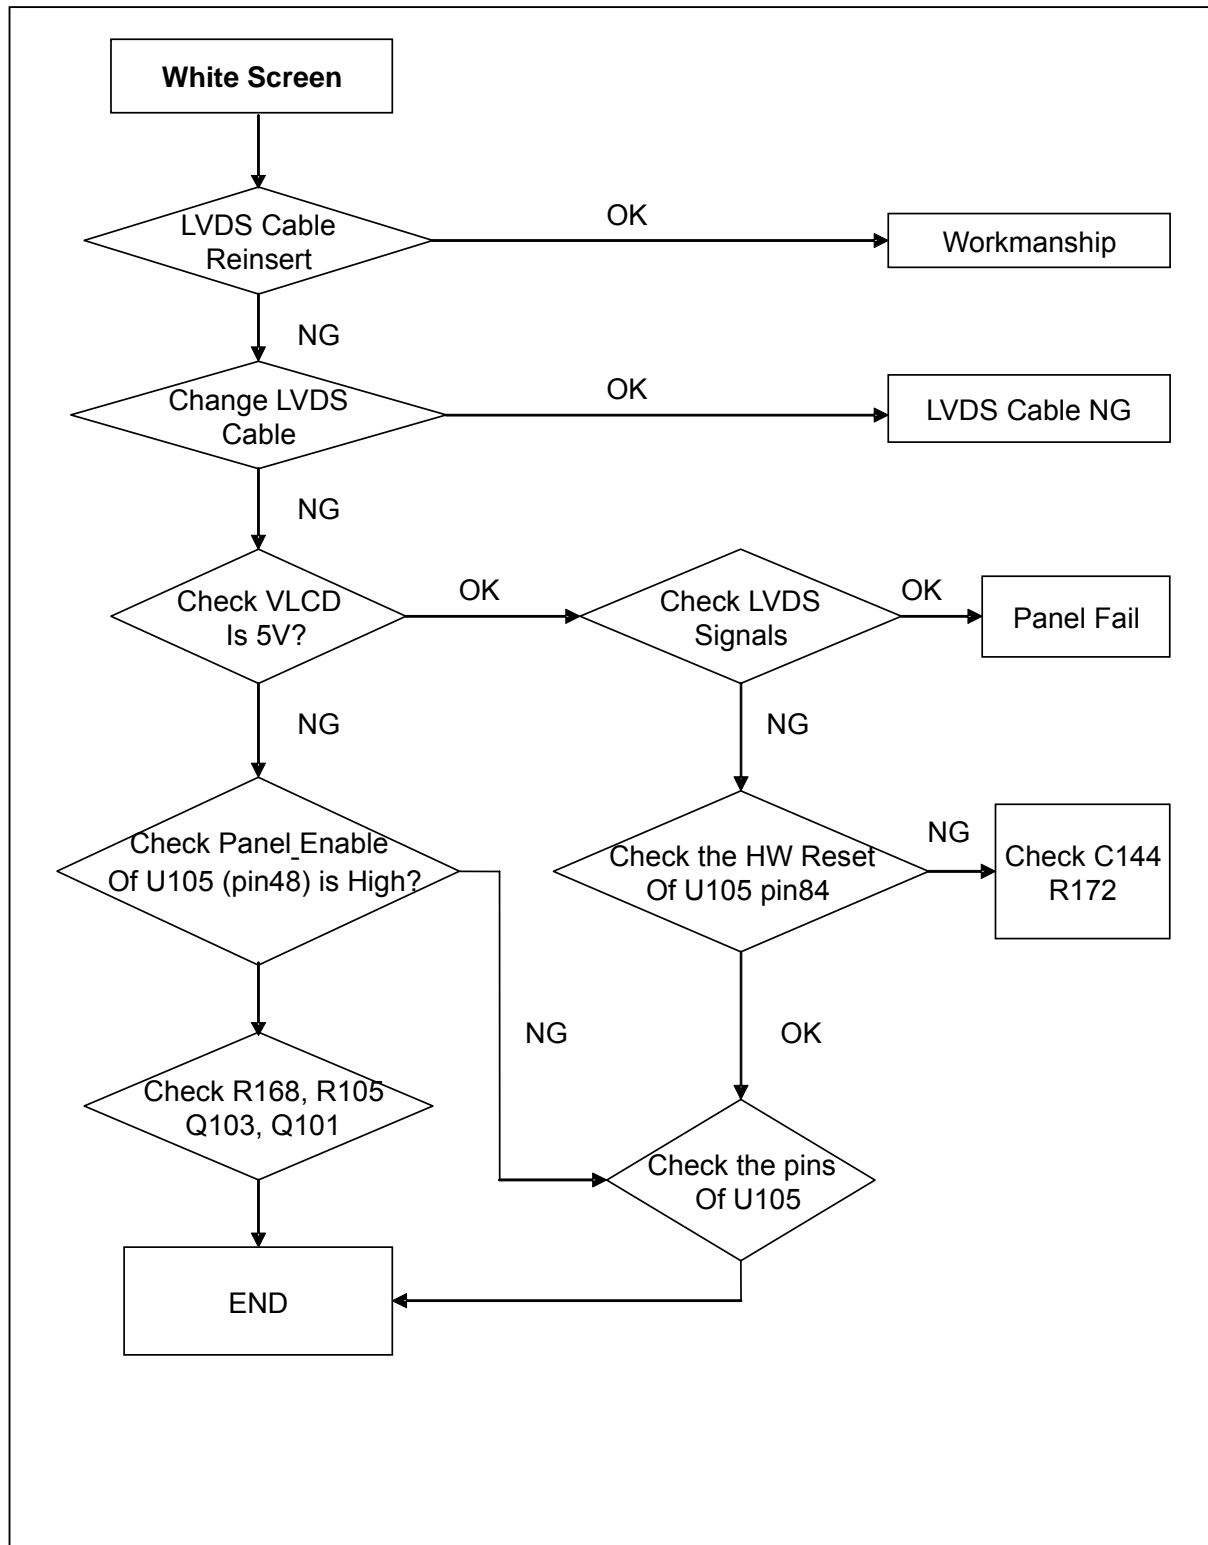 White Screen
LVDS Cable
Reinsert
OK
Workmanship
NG
Change LVDS
Cable
OK
LVDS Cable NG
NG
Check VLCD
Is 5V?
OK
Check LVDS
Signals
OK
Panel Fail
NG
NG
Check Panel_Enable
Of U105 (pin48) is High?
Check the HW Reset
Of U105 pin84
NG
Check C144
R172
NG
OK
Check R168, R105
Q103, Q101
Check the pins
Of U105
END